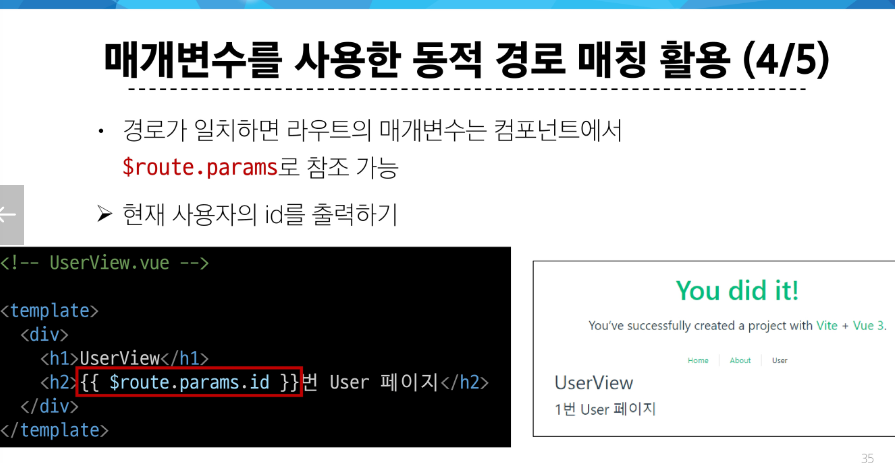 매개변수를 사용한 동적 경로 매칭 활용 (4/5)
• 경로가 일치하면 라우트의 매개변수는 컴포넌트에서
$route.params로 참조 가능
➤ 현재 사용자의 id를 출력하기
<!-- UserView.vue -->
<template>
<div>
<h1>UserView</h1>
<h2>{{ $route.params.id }}번 User 페이지</h2>
</div>
</template>
You did it!
You've successfully created a project with Vite + Vue 3.
Home About User
UserView
1번 User 페이지
35